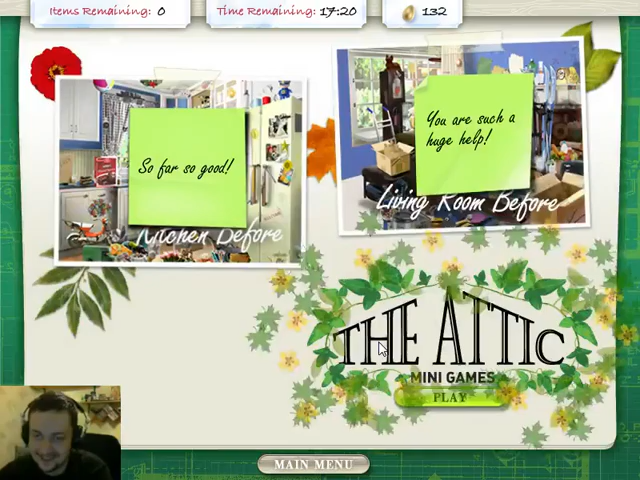 Items Remaining: 0
Time Remaining: 17:20
132
So far so good!
You are such a
huge help!
Kitchen Before
Living Room Before
THE ATTIC
MINI GAMES
PLAY
MAIN MENU